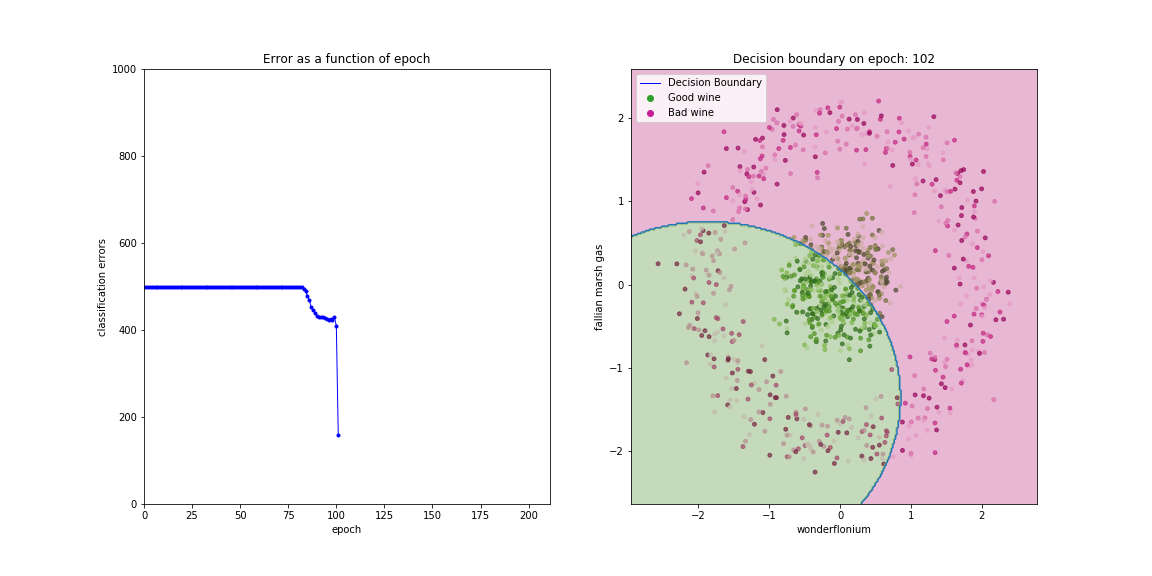 Error as a function of epoch
1000
800
600
400
200
0
0 25 50 75 100 125 150 175 200
epoch
classification errors
Decision boundary on epoch: 102
Decision Boundary
Good wine
Bad wine
2
1
0
−1
−2
−2 −1 0 1 2
wonderflonium
fallian marsh gas